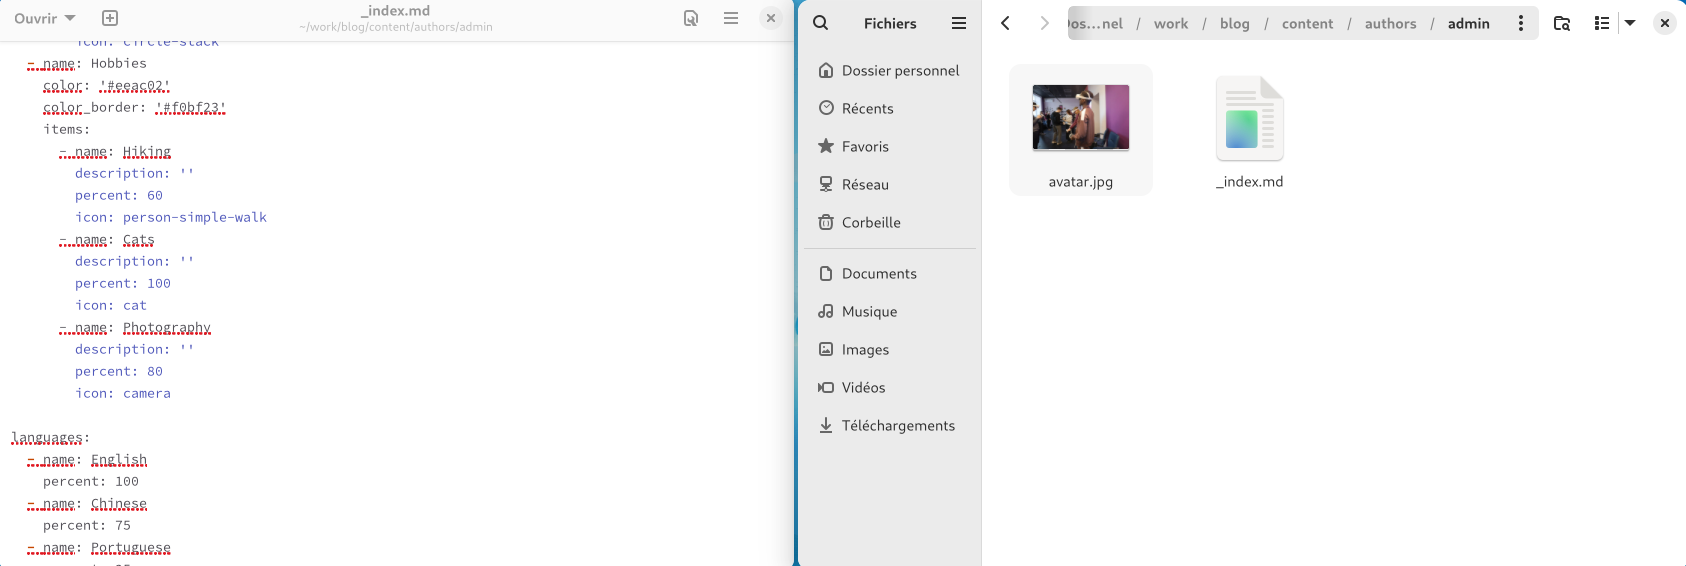 Ouvrir
_index.md
~/work/blog/content/authors/admin
icon: circle-stack
- name: Hobbies
color: '#eeac02'
color_border: '#f0bf23'
items:
- name: Hiking
description: ''
percent: 60
icon: person-simple-walk
- name: Cats
description: ''
percent: 100
icon: cat
- name: Photography
description: ''
percent: 80
icon: camera
languages:
- name: English
percent: 100
- name: Chinese
percent: 75
- name: Portuguese
Fichiers
Dossier personnel
Récents
Favoris
Réseau
Corbeille
Documents
Musique
Images
Vidéos
Téléchargements
Dos…nel / work / blog / content / authors / admin
avatar.jpg
_index.md